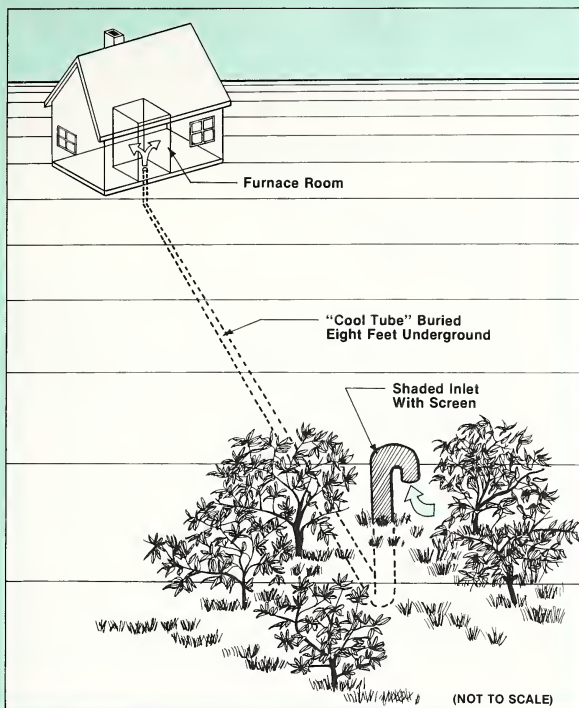 Furnace Room
"Cool Tube" Buried
Eight Feet Underground
Shaded Inlet
With Screen
(NOT TO SCALE)